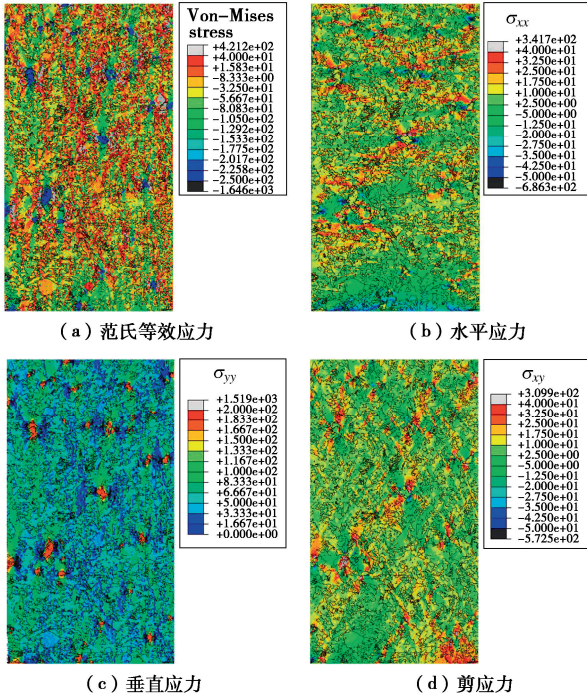 Von-Mises
stress
+4.212e+02
+4.000e+01
+1.583e+01
-8.333e+00
-3.250e+01
-5.667e+01
-8.083e+01
-1.050e+02
-1.292e+02
-1.533e+02
-1.775e+02
-2.017e+02
-2.258e+02
-2.500e+02
-1.646e+03
（a）范氏等效应力
σxx
+3.417e+02
+4.000e+01
+3.250e+01
+2.500e+01
+1.750e+01
+1.000e+01
+2.500e+00
-5.000e+00
-1.250e+01
-2.000e+01
-2.750e+01
-3.500e+01
-4.250e+01
-5.000e+01
-6.863e+02
（b）水平应力
σyy
+1.519e+03
+2.000e+02
+1.833e+02
+1.667e+02
+1.500e+02
+1.333e+02
+1.167e+02
+1.000e+02
+8.333e+01
+6.667e+01
+5.000e+01
+3.333e+01
+1.667e+01
+0.000e+00
（c）垂直应力
σxy
+3.099e+02
+4.000e+01
+3.250e+01
+2.500e+01
+1.750e+01
+1.000e+01
+2.500e+00
-5.000e+00
-1.250e+01
-2.000e+01
-2.750e+01
-3.500e+01
-4.250e+01
-5.000e+01
-5.725e+02
（d）剪应力